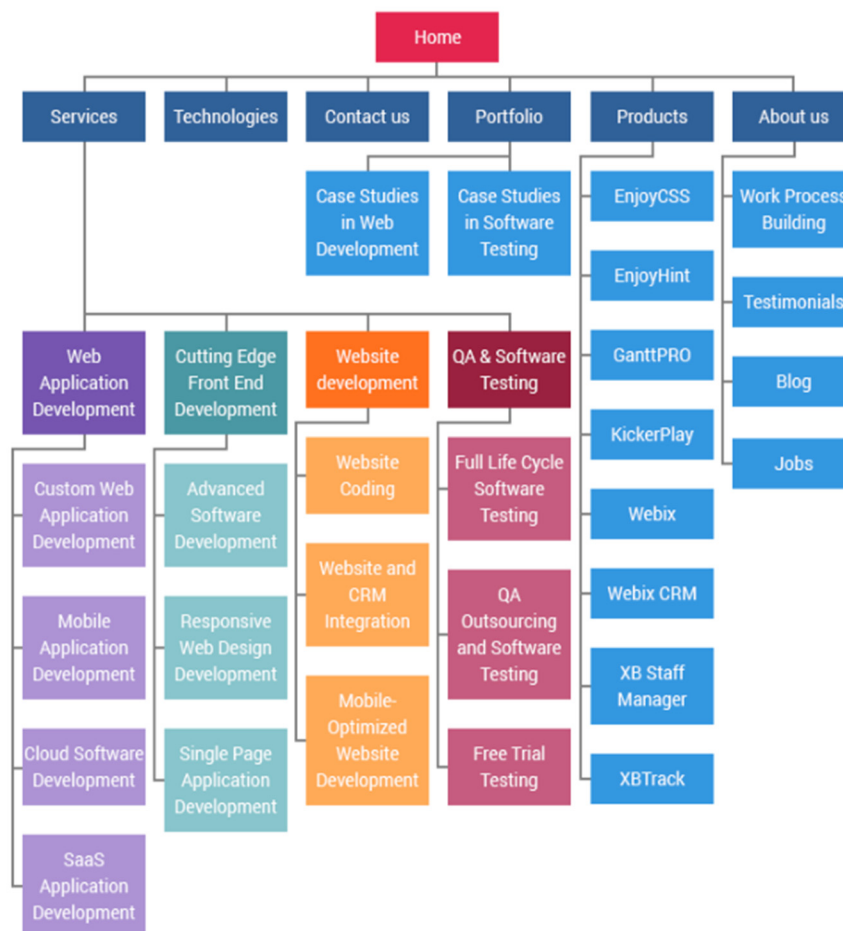 Home
Services
Technologies
Contact us
Portfolio
Products
About us
Case Studies
in Web
Development
Case Studies
in Software
Testing
EnjoyCSS
EnjoyHint
GanttPRO
KickerPlay
Webix
Webix CRM
XB Staff
Manager
XBTrack
Work Process
Building
Testimonials
Blog
Jobs
Web
Application
Development
Custom Web
Application
Development
Mobile
Application
Development
Cloud Software
Development
SaaS
Application
Development
Cutting Edge
Front End
Development
Advanced
Software
Development
Responsive
Web Design
Development
Single Page
Application
Development
Website
development
Website
Coding
Website and
CRM
Integration
Mobile-
Optimized
Website
Development
QA & Software
Testing
Full Life Cycle
Software
Testing
QA
Outsourcing
and Software
Testing
Free Trial
Testing